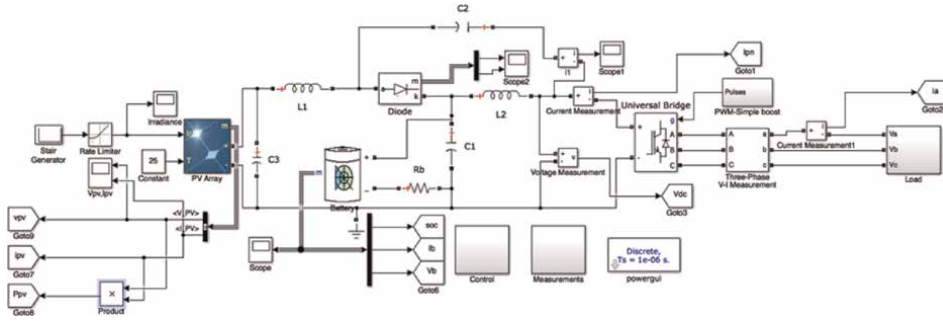 C2
i
i1
Scope1
Ipn
Goto1
L1
m
a
k
Diode
Scope2
L2
i
Current Measurement
Universal Bridge
Pulses
PWM-Simple boost
ia
Goto2
Stair
Generator
Rate Limiter
Irradiance
PV Array
25
Constant
Vpv,Ipv
C3
C1
m
Battery
Rb
v
Voltage Measurement
Vdc
Goto3
g
A
B
C
A
B
C
a
b
c
Three-Phase
V-I Measurement
i
Current Measurement1
Va
Vb
Vc
Load
vpv
Goto9
<V_PV>
<I_PV>
ipv
Goto7
Ppv
Goto8
×
Product
Scope
soc
Ib
Vb
Goto6
Control
Measurements
Discrete,
Ts = 1e-06 s.
powergui